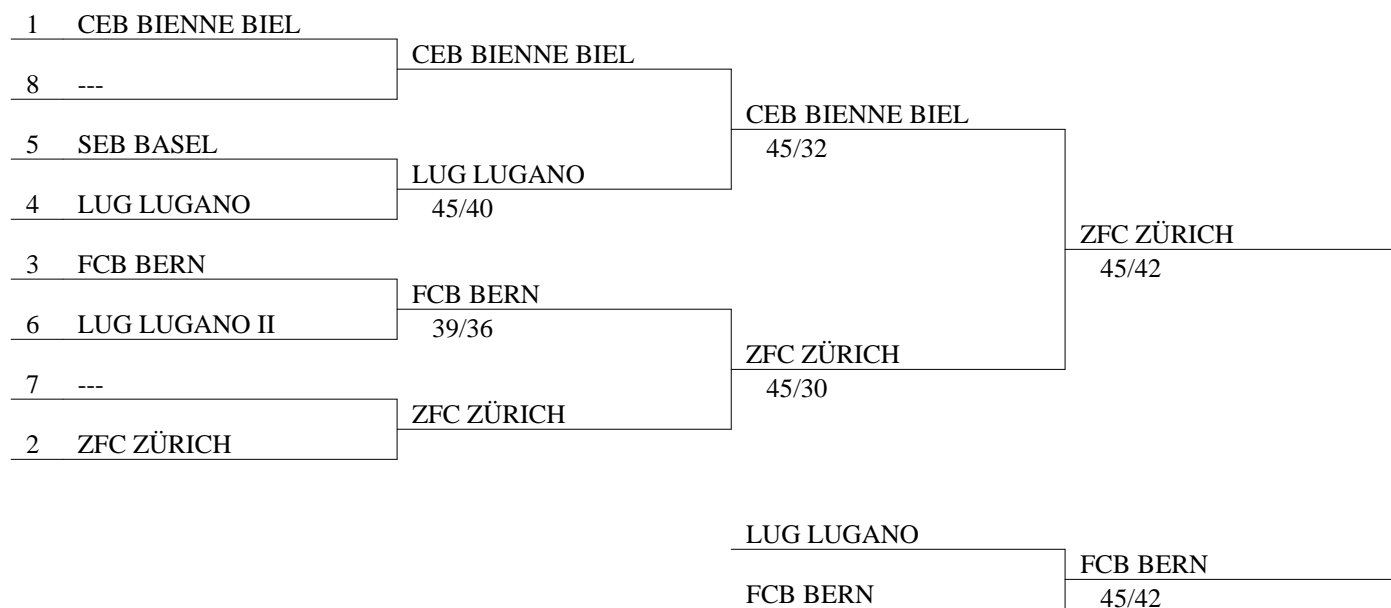 1 CEB BIENNE BIEL
CEB BIENNE BIEL
8 ---
CEB BIENNE BIEL
45/32
5 SEB BASEL
LUG LUGANO
45/40
4 LUG LUGANO
ZFC ZÜRICH
45/42
3 FCB BERN
FCB BERN
39/36
6 LUG LUGANO II
ZFC ZÜRICH
45/30
7 ---
ZFC ZÜRICH
2 ZFC ZÜRICH
LUG LUGANO
FCB BERN
45/42
FCB BERN